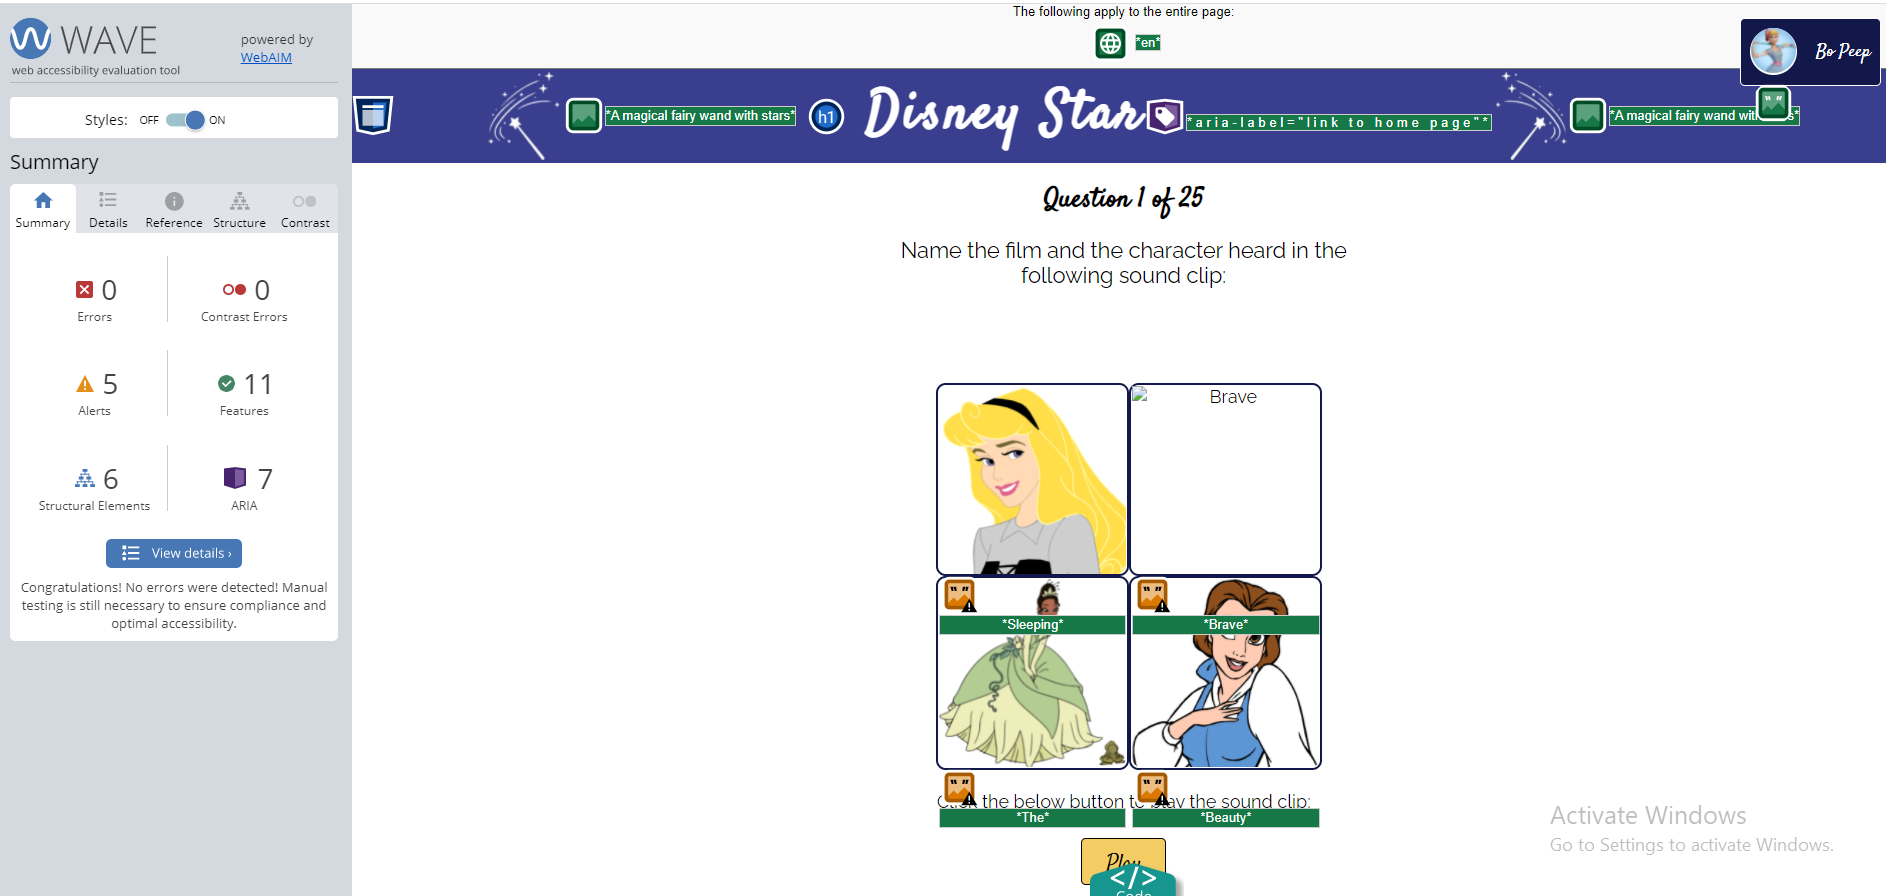 WAVE
web accessibility evaluation tool
powered by
WebAIM
Styles: OFF ON
Summary
Summary Details Reference Structure Contrast
0 0
Errors Contrast Errors
5 11
Alerts Features
6 7
Structural Elements ARIA
View details ›
Congratulations! No errors were detected! Manual
testing is still necessary to ensure compliance and
optimal accessibility.
The following apply to the entire page:
*en*
Bo Peep
*A magical fairy wand with stars*
h1
Disney Star
*aria-label="link to home page"*
*A magical fairy wand with s*
Question 1 of 25
Name the film and the character heard in the
following sound clip:
Brave
*Sleeping* *Brave*
Click the below button to play the sound clip:
*The* *Beauty*
Play
</>
Code
Activate Windows
Go to Settings to activate Windows.